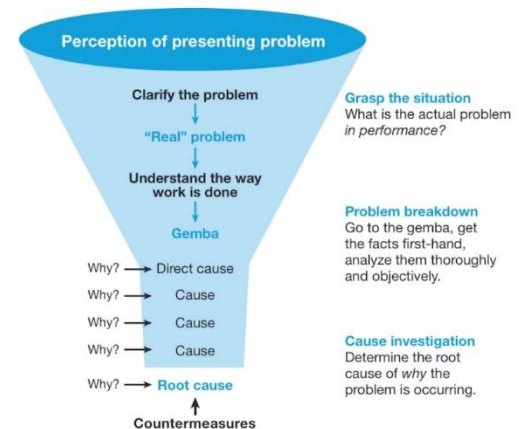 Perception of presenting problem
Clarify the problem
“Real” problem
Understand the way
work is done
Gemba
Why?
Direct cause
Why?
Cause
Why?
Cause
Why?
Cause
Why?
Root cause
Countermeasures
Grasp the situation
What is the actual problem
in performance?
Problem breakdown
Go to the gemba, get
the facts first-hand,
analyze them thoroughly
and objectively.
Cause investigation
Determine the root
cause of why the
problem is occurring.